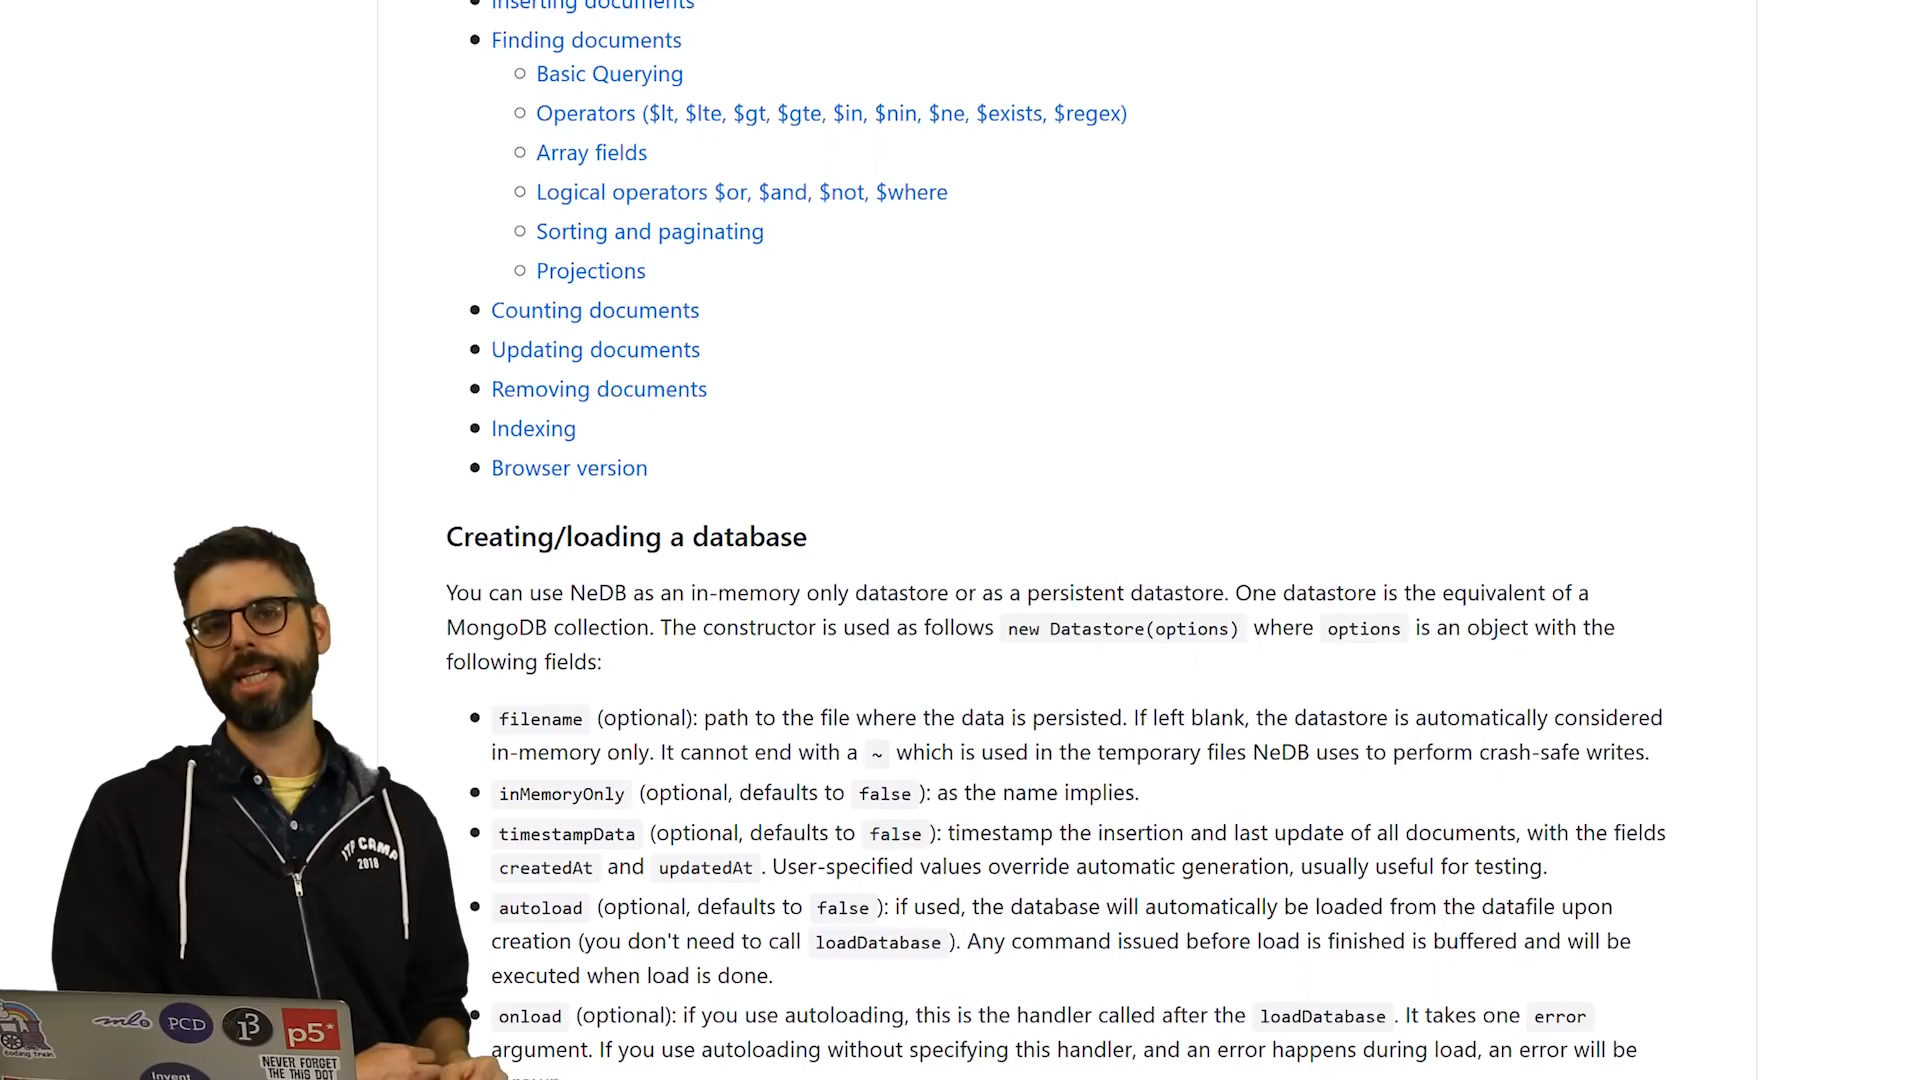 Inserting documents
Finding documents
Basic Querying
Operators ($lt, $lte, $gt, $gte, $in, $nin, $ne, $exists, $regex)
Array fields
Logical operators $or, $and, $not, $where
Sorting and paginating
Projections
Counting documents
Updating documents
Removing documents
Indexing
Browser version
Creating/loading a database
You can use NeDB as an in-memory only datastore or as a persistent datastore. One datastore is the equivalent of a
MongoDB collection. The constructor is used as follows new Datastore(options) where options is an object with the
following fields:
filename (optional): path to the file where the data is persisted. If left blank, the datastore is automatically considered
in-memory only. It cannot end with a ~ which is used in the temporary files NeDB uses to perform crash-safe writes.
inMemoryOnly (optional, defaults to false ): as the name implies.
timestampData (optional, defaults to false ): timestamp the insertion and last update of all documents, with the fields
createdAt and updatedAt . User-specified values override automatic generation, usually useful for testing.
autoload (optional, defaults to false ): if used, the database will automatically be loaded from the datafile upon
creation (you don't need to call loadDatabase ). Any command issued before load is finished is buffered and will be
executed when load is done.
onload (optional): if you use autoloading, this is the handler called after the loadDatabase . It takes one error
argument. If you use autoloading without specifying this handler, and an error happens during load, an error will be
ITP CAMP
2018
mlo
PCD
i3
p5*
coding train
NEVER FORGET
THE THIS DOT
Invent